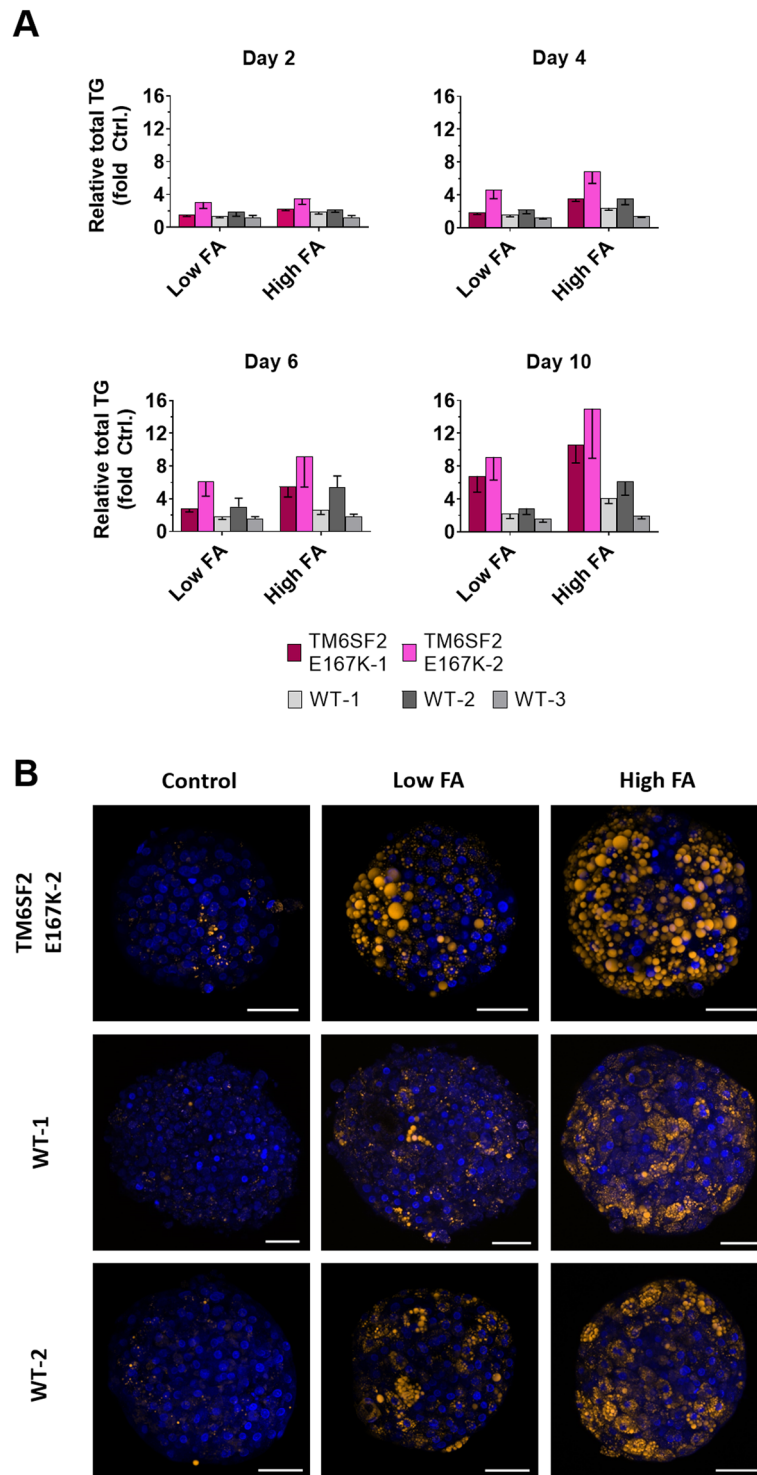 A
Day 2
Day 4
Relative total TG
(fold Ctrl.)
16
12
8
4
0
Low FA
High FA
16
12
8
4
0
Low FA
High FA
Day 6
Day 10
Relative total TG
(fold Ctrl.)
16
12
8
4
0
Low FA
High FA
16
12
8
4
0
Low FA
High FA
TM6SF2
E167K-1
TM6SF2
E167K-2
WT-1
WT-2
WT-3
B
Control
Low FA
High FA
TM6SF2
E167K-2
WT-1
WT-2